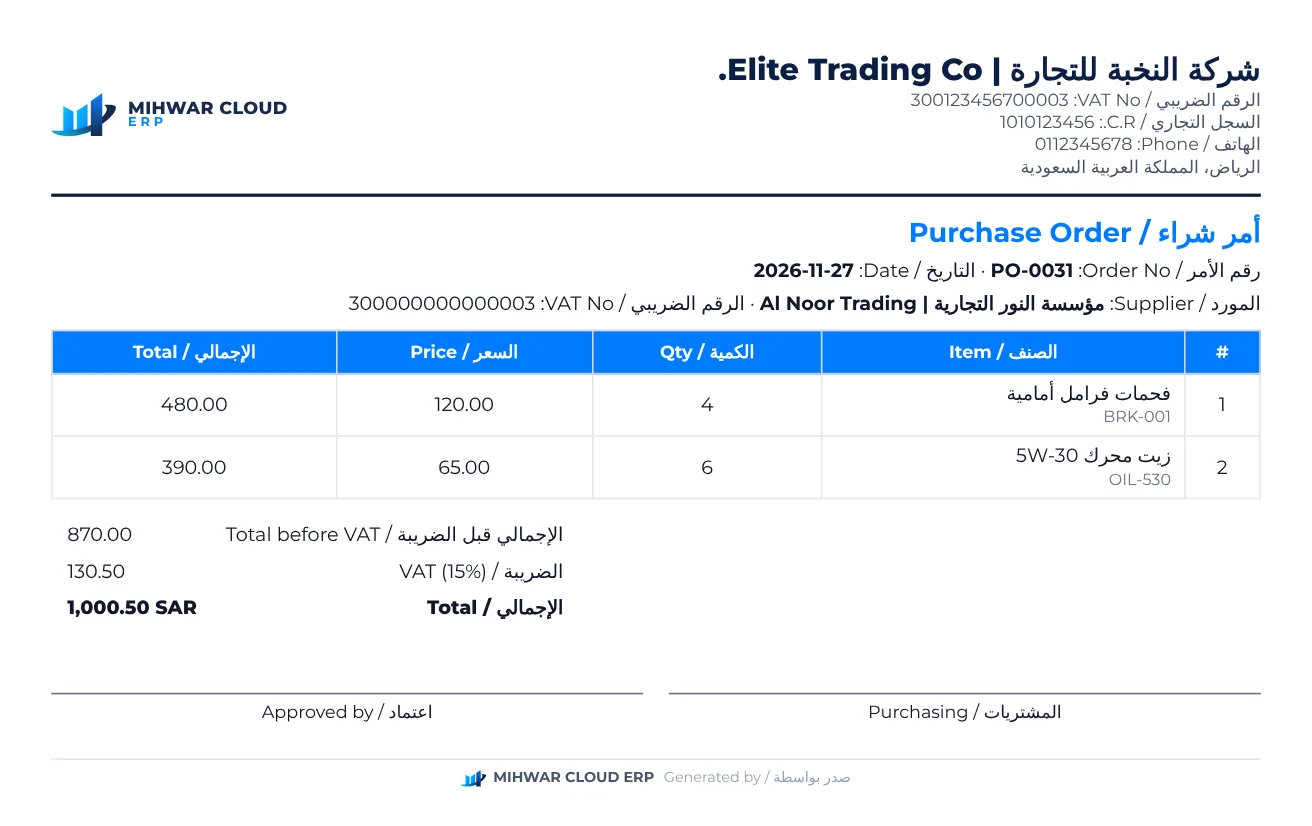 شركة النخبة للتجارة | Elite Trading Co.
الرقم الضريبي / VAT No: 300123456700003
السجل التجاري / C.R.: 1010123456
الهاتف / Phone: 0112345678
الرياض، المملكة العربية السعودية
MIHWAR CLOUD
ERP
أمر شراء / Purchase Order
رقم الأمر / Order No: PO-0031 · التاريخ / Date: 2026-11-27
المورد / Supplier: مؤسسة النور التجارية | Al Noor Trading · الرقم الضريبي / VAT No: 300000000000003
# الصنف / Item الكمية / Qty السعر / Price الإجمالي / Total
1 فحمات فرامل أمامية 4 120.00 480.00
BRK-001
2 زيت محرك 5W-30 6 65.00 390.00
OIL-530
الإجمالي قبل الضريبة / Total before VAT 870.00
الضريبة / VAT (15%) 130.50
الإجمالي / Total 1,000.50 SAR
المشتريات / Purchasing
اعتماد / Approved by
صدر بواسطة / Generated by MIHWAR CLOUD ERP